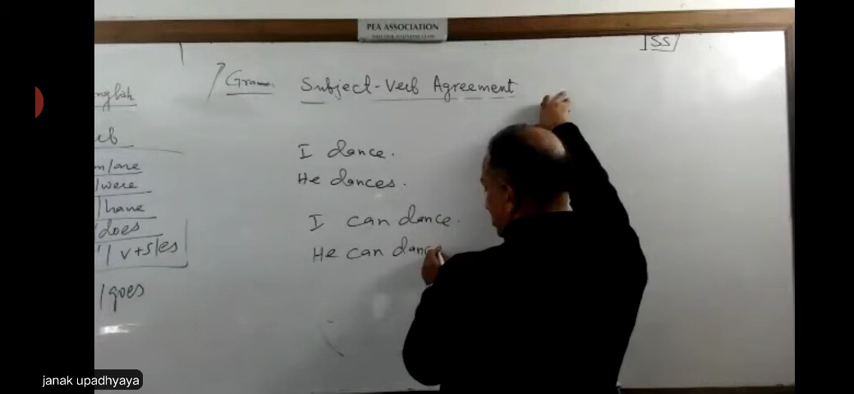 PEA ASSOCIATION
SS
Gram. Subject-Verb Agreement
nglish
eb
m/are
/were
/have
does
/ v+s/es
/goes
I dance.
He dances.
I can dance.
He can dance
janak upadhyaya